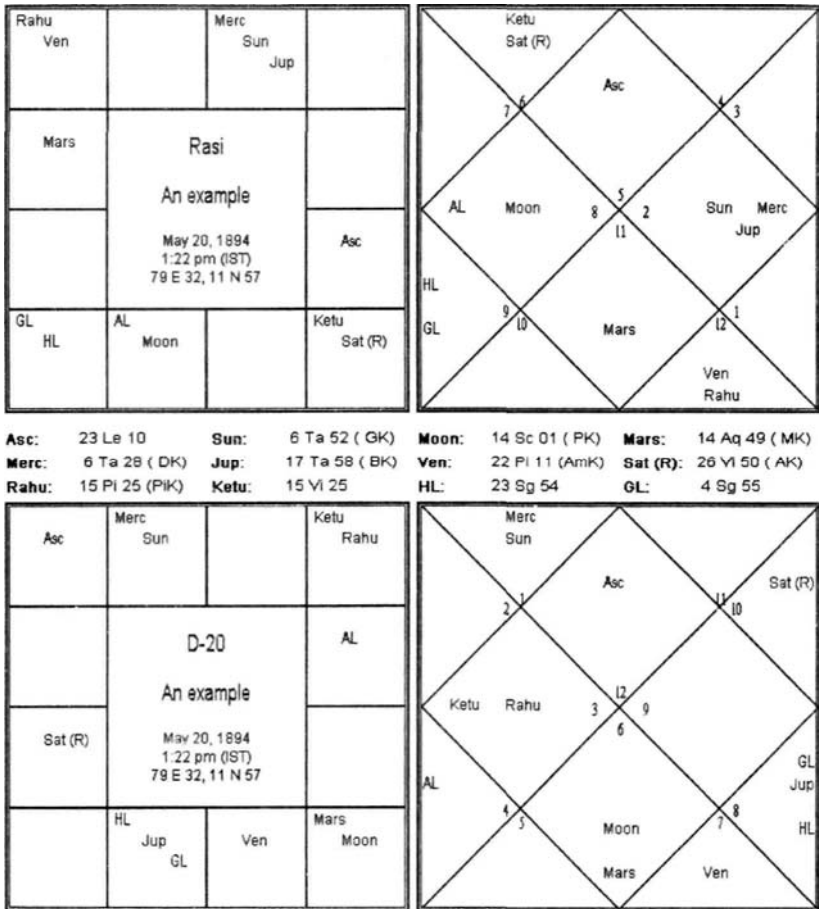 Rahu
Ven
Merc
Sun
Jup
Mars
Rasi
An example
May 20, 1894
1:22 pm (IST)
79 E 32, 11 N 57
Asc
GL
HL
AL
Moon
Ketu
Sat (R)
Ketu
Sat (R)
Asc
6
7
4
3
AL
Moon
5
8
2
11
Sun
Merc
Jup
HL
GL
9
10
Mars
1
12
Ven
Rahu
Asc: 23 Le 10 Sun: 6 Ta 52 ( GK) Moon: 14 Sc 01 ( PK) Mars: 14 Aq 49 ( MK)
Merc: 6 Ta 28 ( DK) Jup: 17 Ta 58 ( BK) Ven: 22 Pi 11 (AmK) Sat (R): 26 Vi 50 ( AK)
Rahu: 15 Pi 25 (PiK) Ketu: 15 Vi 25 HL: 23 Sg 54 GL: 4 Sg 55
Asc
Merc
Sun
Ketu
Rahu
D-20
An example
May 20, 1894
1:22 pm (IST)
79 E 32, 11 N 57
AL
Sat (R)
HL
Jup
GL
Ven
Mars
Moon
Merc
Sun
Asc
Sat (R)
1
2
11
10
Ketu
Rahu
12
3
9
6
AL
GL
Jup
HL
4
5
8
7
Moon
Mars
Ven